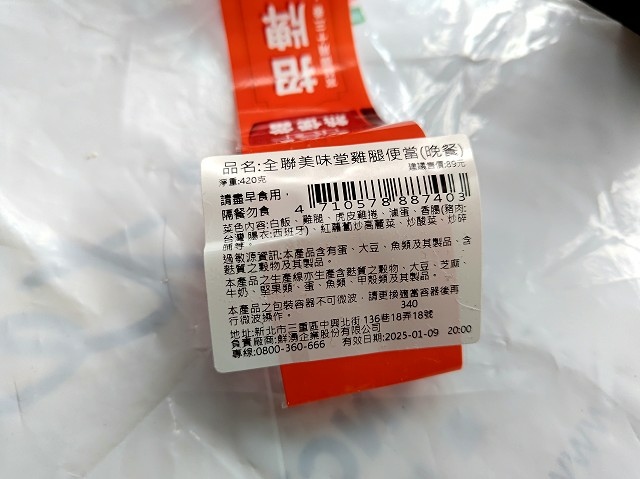 招牌
品名:全聯美味堂雞腿便當(晚餐)
淨重:420克
建議售價:89元
請盡早食用,
隔餐勿食
4 710578 887403
菜色內容:白飯、雞腿、虎皮雞捲、滷蛋、香腸(豬肉:
台灣,腸衣:西班牙)、紅蘿蔔炒高麗菜、炒酸菜、炒碎
過敏源資訊:本產品含有蛋、大豆、魚類及其製品、含
麩質之穀物及其製品。
本產品之生產線亦生產含麩質之穀物、大豆、芝麻、
牛奶、堅果類、蛋、魚類、甲殼類及其製品。
本產品之包裝容器不可微波,請更換適當容器後再
行微波操作。
340
地址:新北市三重區中興北街136巷18弄18號
負責廠商:鮮湧企業股份有限公司
專線:0800-360-666 有效日期:2025-01-09 20:00